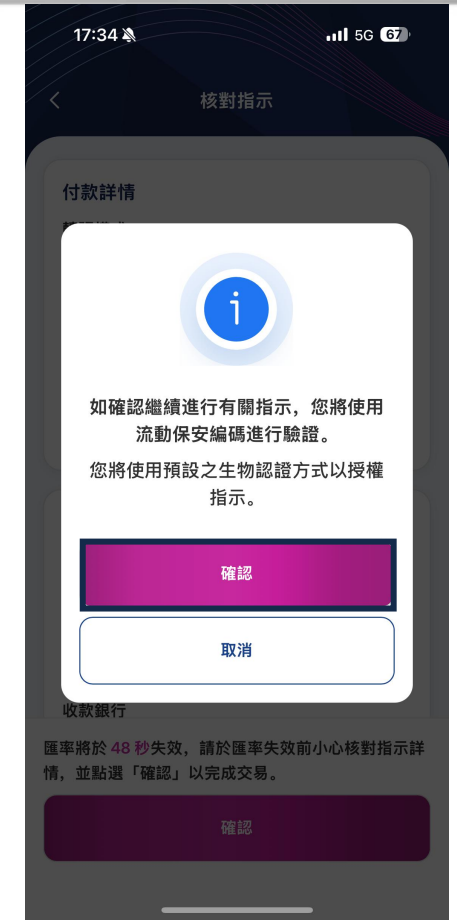 17:34
5G 67
核對指示
付款詳情
如確認繼續進行有關指示，您將使用
流動保安編碼進行驗證。
您將使用預設之生物認證方式以授權
指示。
確認
取消
收款銀行
匯率將於 48 秒失效，請於匯率失效前小心核對指示詳
情，並點選「確認」以完成交易。
確認